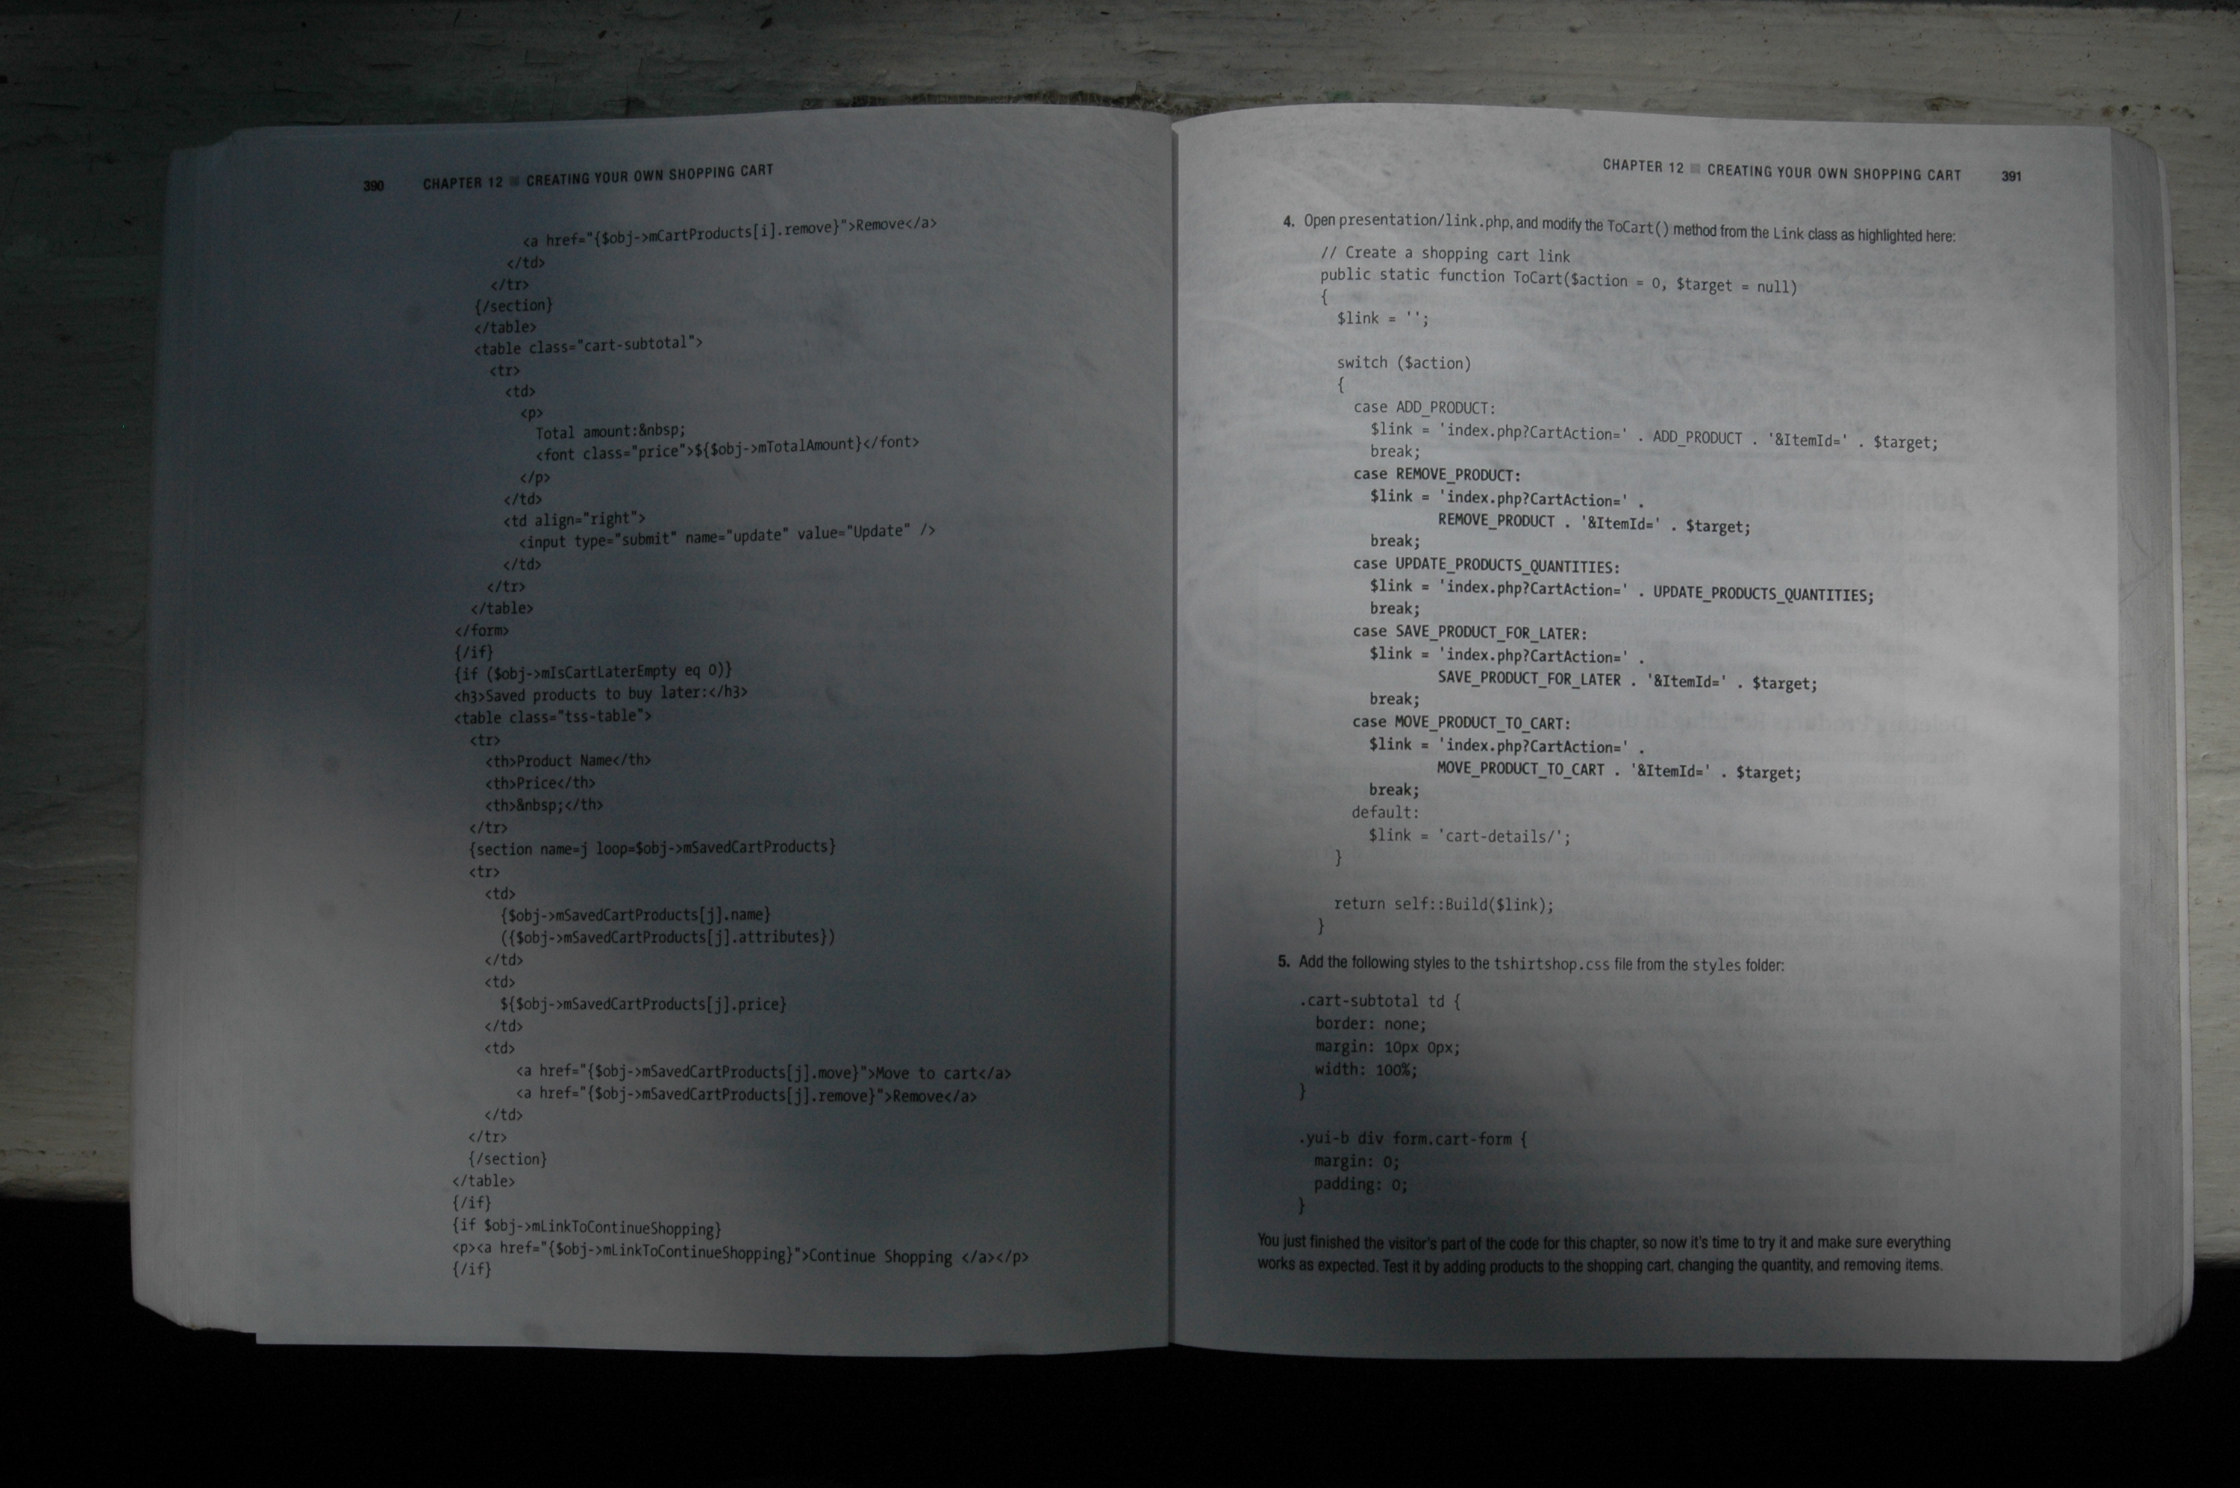 390 CHAPTER 12 ■ CREATING YOUR OWN SHOPPING CART
<a href="{$obj->mCartProducts[i].remove}">Remove</a>
</td>
</tr>
{/section}
</table>
<table class="cart-subtotal">
<tr>
<td>
<p>
Total amount:&nbsp;
<font class="price">${$obj->mTotalAmount}</font>
</p>
</td>
<td align="right">
<input type="submit" name="update" value="Update" />
</td>
</tr>
</table>
</form>
{/if}
{if ($obj->mIsCartLaterEmpty eq 0)}
<h3>Saved products to buy later:</h3>
<table class="tss-table">
<tr>
<th>Product Name</th>
<th>Price</th>
<th>&nbsp;</th>
</tr>
{section name=j loop=$obj->mSavedCartProducts}
<tr>
<td>
{$obj->mSavedCartProducts[j].name}
({$obj->mSavedCartProducts[j].attributes})
</td>
<td>
${$obj->mSavedCartProducts[j].price}
</td>
<td>
<a href="{$obj->mSavedCartProducts[j].move}">Move to cart</a>
<a href="{$obj->mSavedCartProducts[j].remove}">Remove</a>
</td>
</tr>
{/section}
</table>
{/if}
{if $obj->mLinkToContinueShopping}
<p><a href="{$obj->mLinkToContinueShopping}">Continue Shopping </a></p>
{/if}
CHAPTER 12 ■ CREATING YOUR OWN SHOPPING CART 391
4. Open presentation/link.php, and modify the ToCart() method from the Link class as highlighted here:
// Create a shopping cart link
public static function ToCart($action = 0, $target = null)
{
$link = '';
switch ($action)
{
case ADD_PRODUCT:
$link = 'index.php?CartAction=' . ADD_PRODUCT . '&ItemId=' . $target;
break;
case REMOVE_PRODUCT:
$link = 'index.php?CartAction=' .
REMOVE_PRODUCT . '&ItemId=' . $target;
break;
case UPDATE_PRODUCTS_QUANTITIES:
$link = 'index.php?CartAction=' . UPDATE_PRODUCTS_QUANTITIES;
break;
case SAVE_PRODUCT_FOR_LATER:
$link = 'index.php?CartAction=' .
SAVE_PRODUCT_FOR_LATER . '&ItemId=' . $target;
break;
case MOVE_PRODUCT_TO_CART:
$link = 'index.php?CartAction=' .
MOVE_PRODUCT_TO_CART . '&ItemId=' . $target;
break;
default:
$link = 'cart-details/';
}
return self::Build($link);
}
5. Add the following styles to the tshirtshop.css file from the styles folder:
.cart-subtotal td {
border: none;
margin: 10px 0px;
width: 100%;
}
.yui-b div form.cart-form {
margin: 0;
padding: 0;
}
You just finished the visitor's part of the code for this chapter, so now it's time to try it and make sure everything
works as expected. Test it by adding products to the shopping cart, changing the quantity, and removing items.